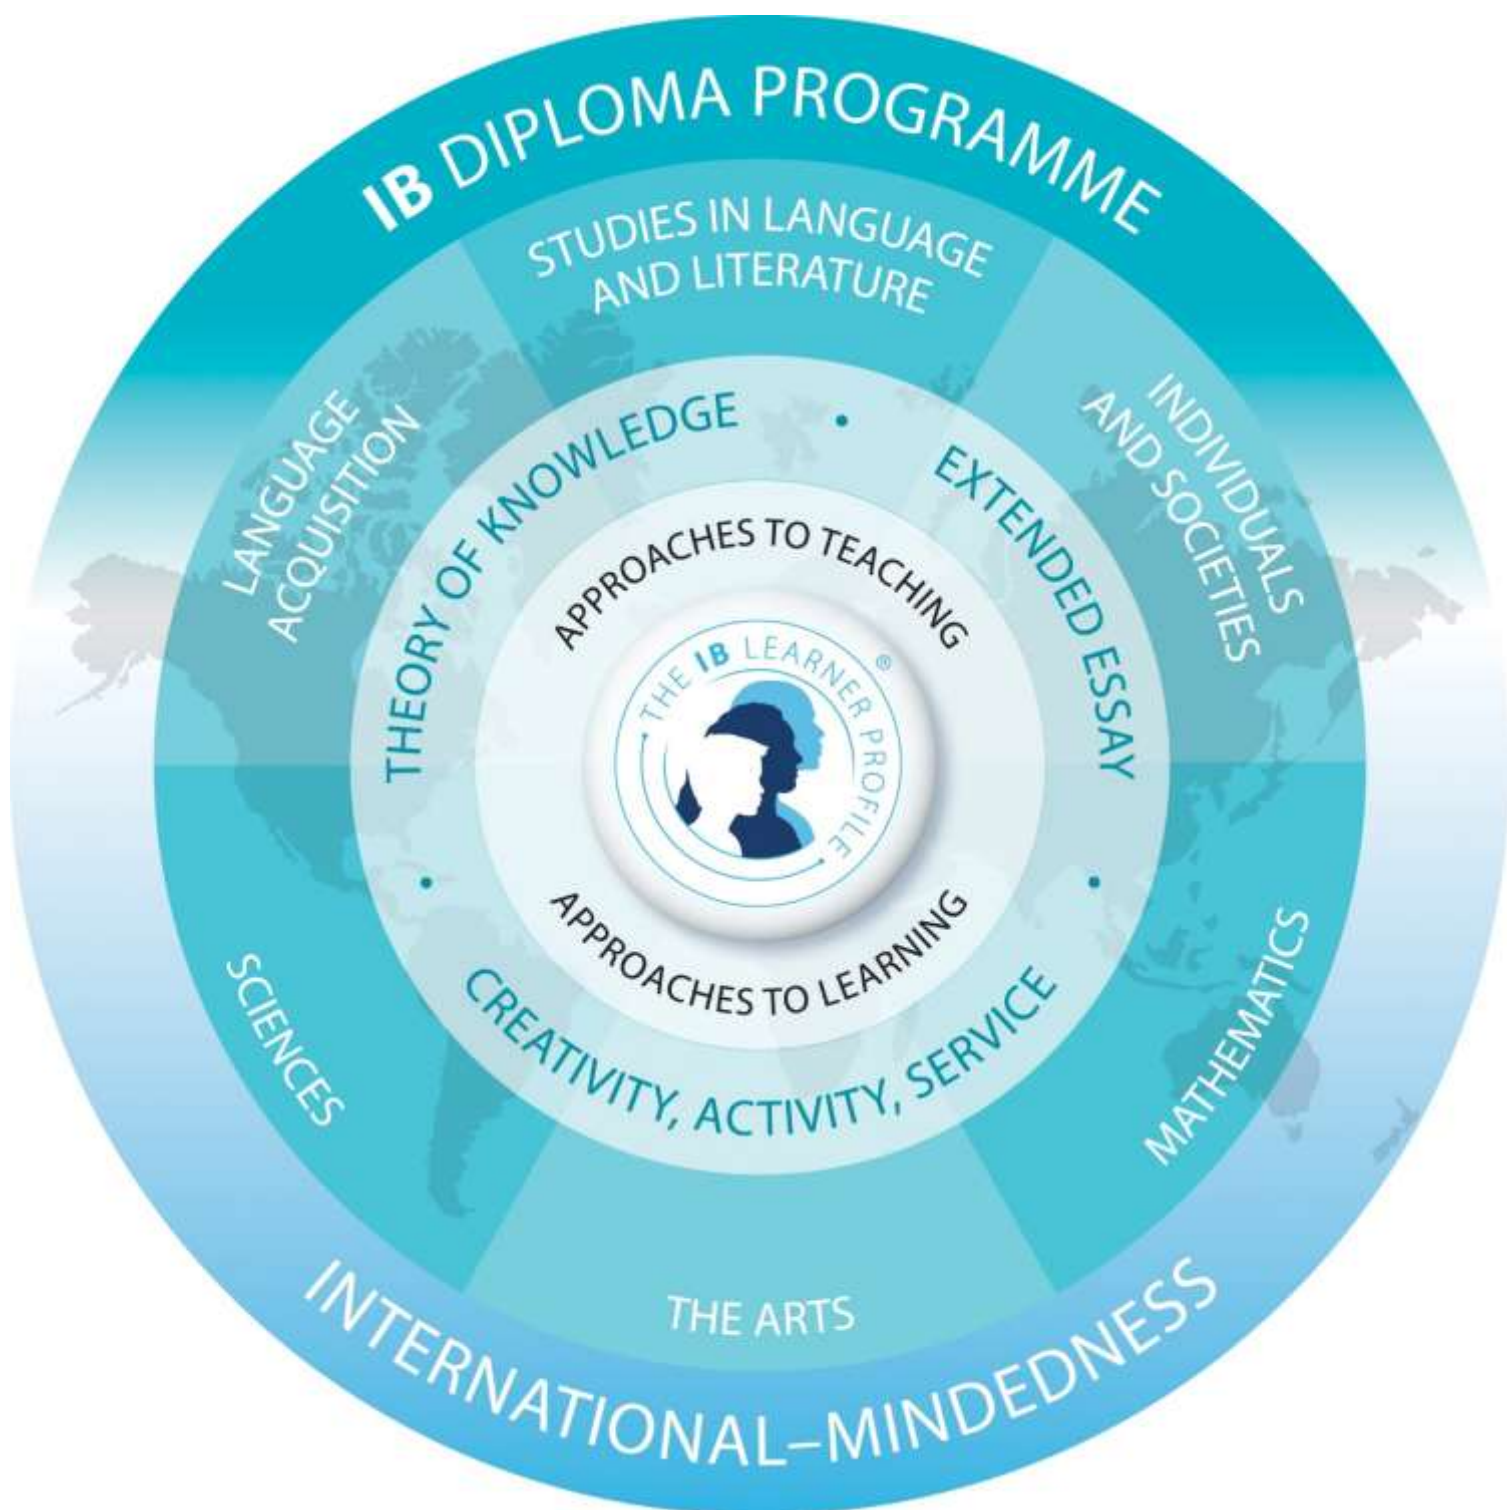 IB DIPLOMA PROGRAMME
STUDIES IN LANGUAGE
AND LITERATURE
LANGUAGE
ACQUISITION
INDIVIDUALS
AND SOCIETIES
THEORY OF KNOWLEDGE
•
EXTENDED ESSAY
APPROACHES TO TEACHING
THE IB LEARNER PROFILE®
APPROACHES TO LEARNING
•
•
CREATIVITY, ACTIVITY, SERVICE
SCIENCES
MATHEMATICS
THE ARTS
INTERNATIONAL–MINDEDNESS